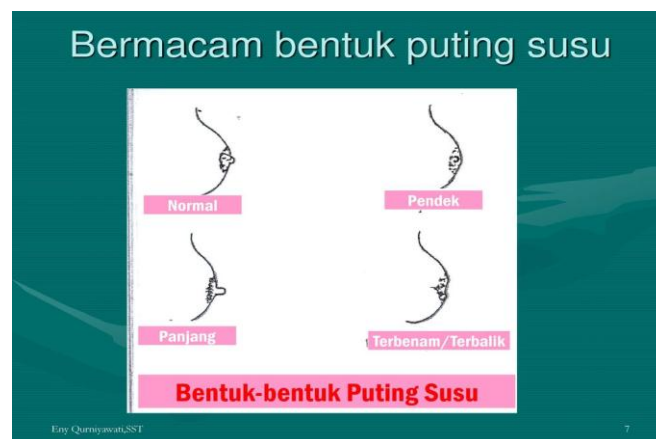 Bermacam bentuk puting susu
Normal
Pendek
Panjang
Terbenam/Terbalik
Bentuk-bentuk Puting Susu
Eny Qurniyawati,SST
7